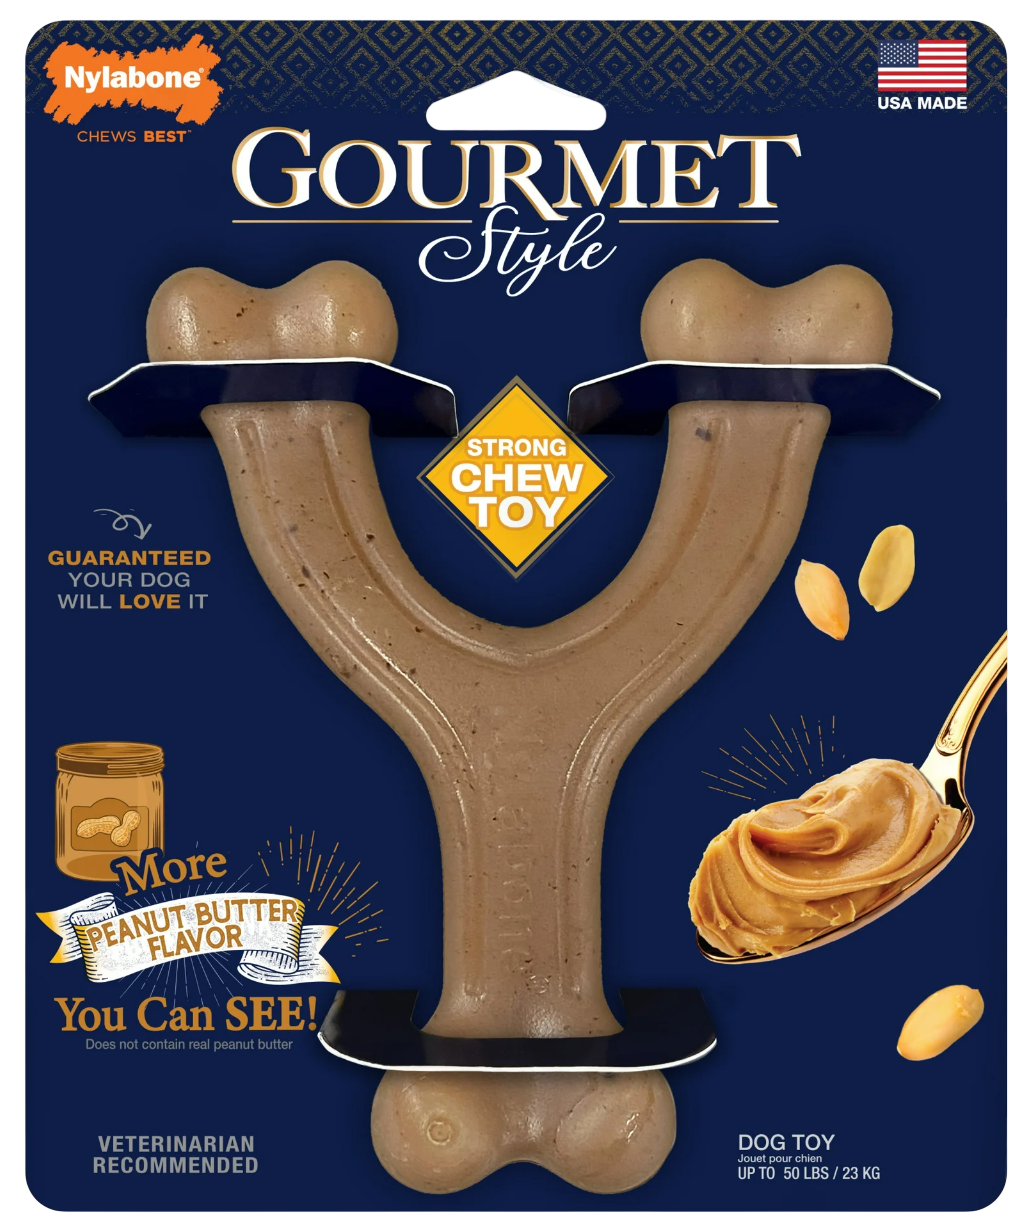 Nylabone®
CHEWS BEST™
USA MADE
GOURMET
Style
STRONG
CHEW
TOY
GUARANTEED
YOUR DOG
WILL LOVE IT
More
PEANUT BUTTER
FLAVOR
You Can SEE!
Does not contain real peanut butter
VETERINARIAN
RECOMMENDED
DOG TOY
Jouet pour chien
UP TO 50 LBS / 23 KG